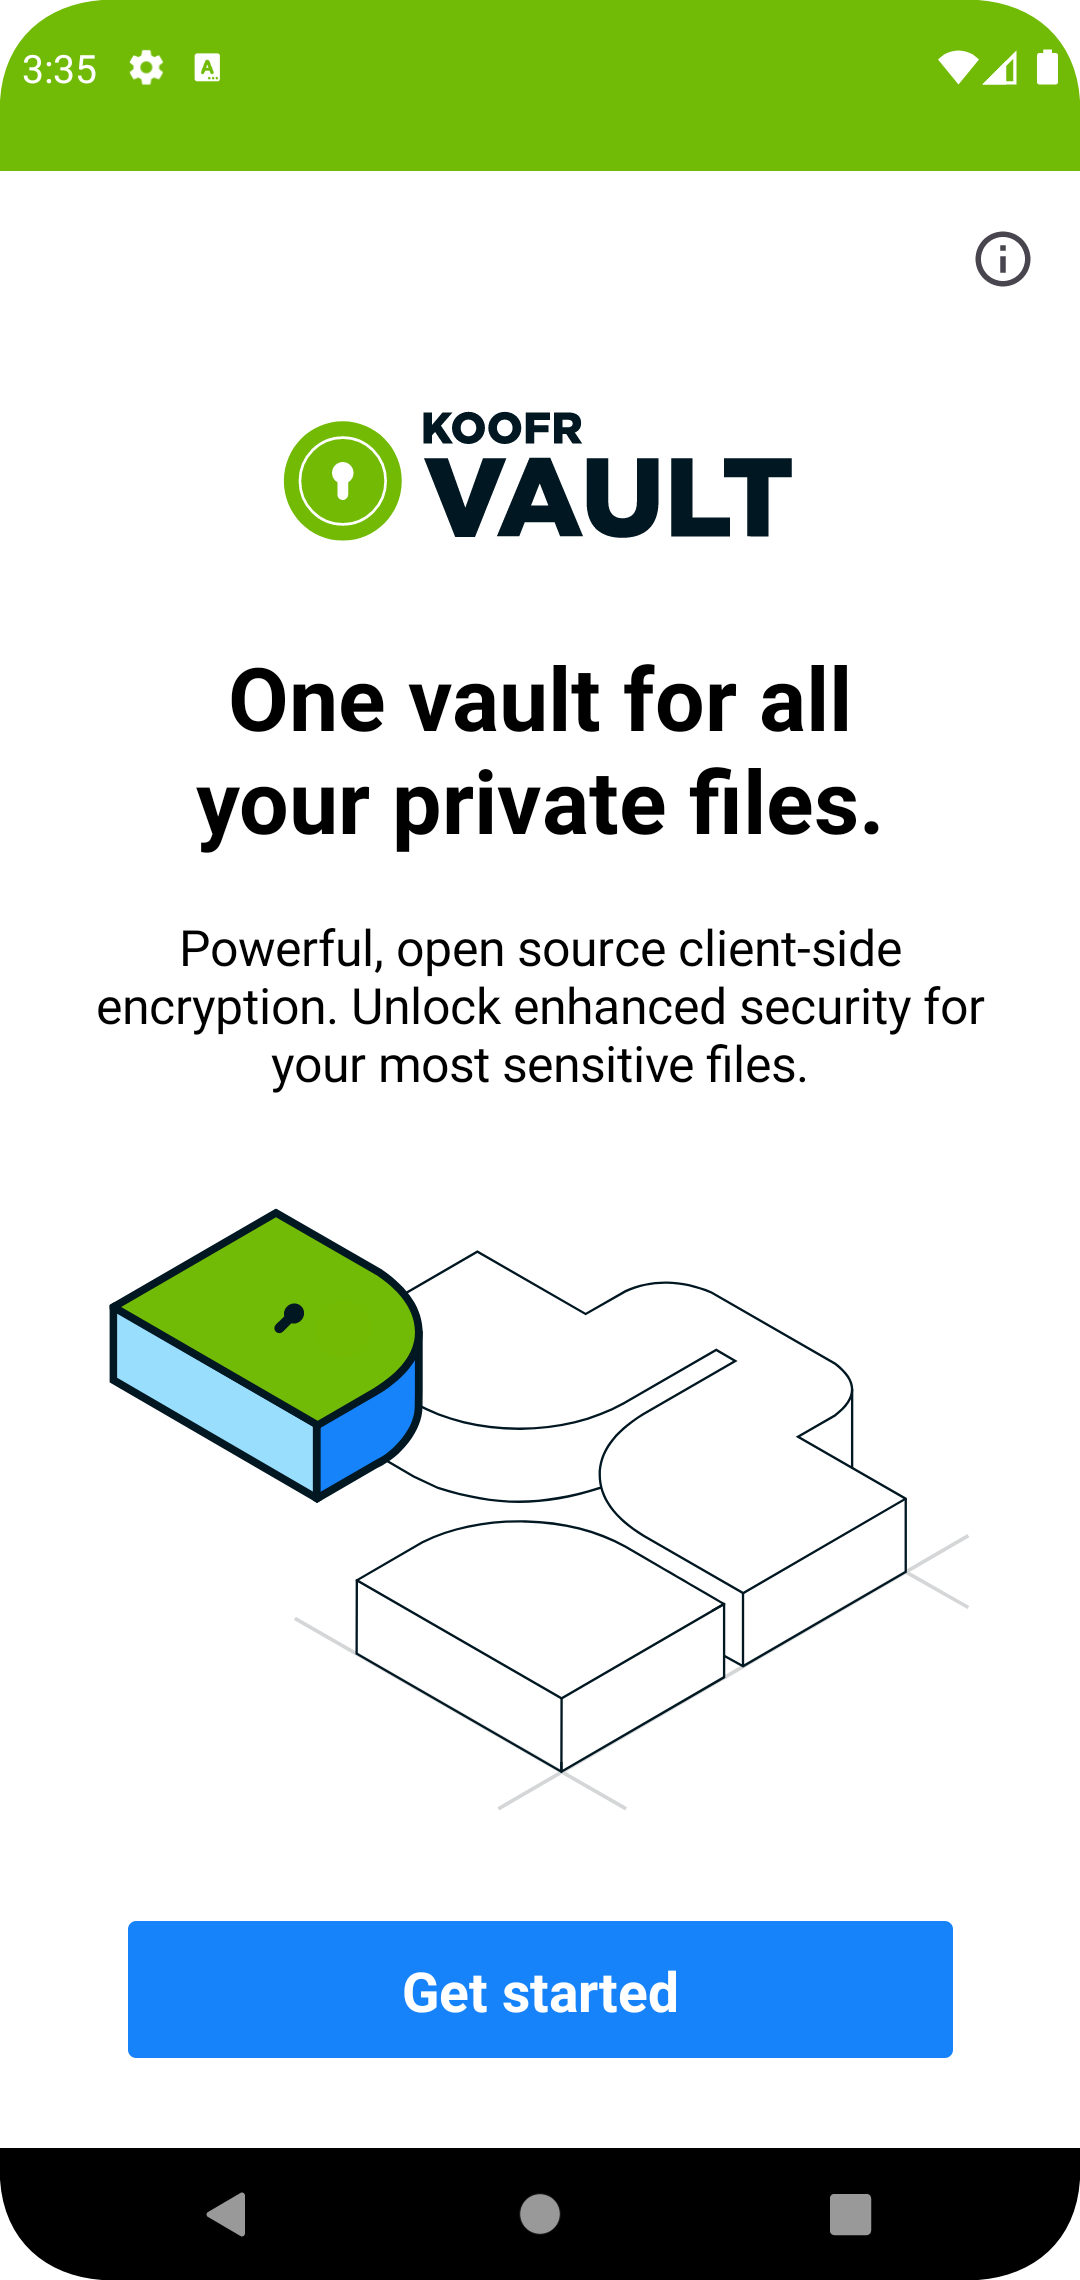 3:35
KOOFR
VAULT
One vault for all
your private files.
Powerful, open source client-side
encryption. Unlock enhanced security for
your most sensitive files.
Get started